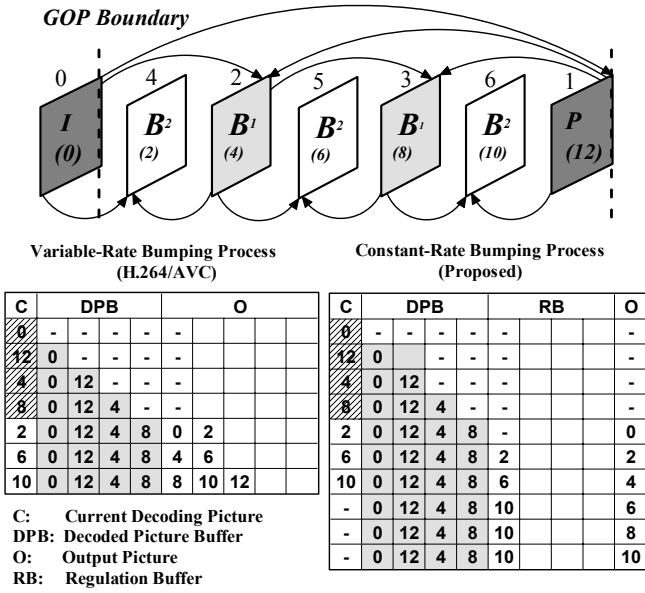 GOP Boundary
0 4 2 5 3 6 1
I B² B¹ B² B¹ B² P
(0) (2) (4) (6) (8) (10) (12)
Variable-Rate Bumping Process
(H.264/AVC)
C DPB O
0 - - - - -
12 0 - - - -
4 0 12 - - -
8 0 12 4 - -
2 0 12 4 8 0 2
6 0 12 4 8 4 6
10 0 12 4 8 8 10 12
Constant-Rate Bumping Process
(Proposed)
C DPB RB O
0 - - - - - -
12 0 - - - -
4 0 12 - - - -
8 0 12 4 - - -
2 0 12 4 8 - 0
6 0 12 4 8 2 2
10 0 12 4 8 6 4
- 0 12 4 8 10 6
- 0 12 4 8 10 8
- 0 12 4 8 10 10
C: Current Decoding Picture
DPB: Decoded Picture Buffer
O: Output Picture
RB: Regulation Buffer